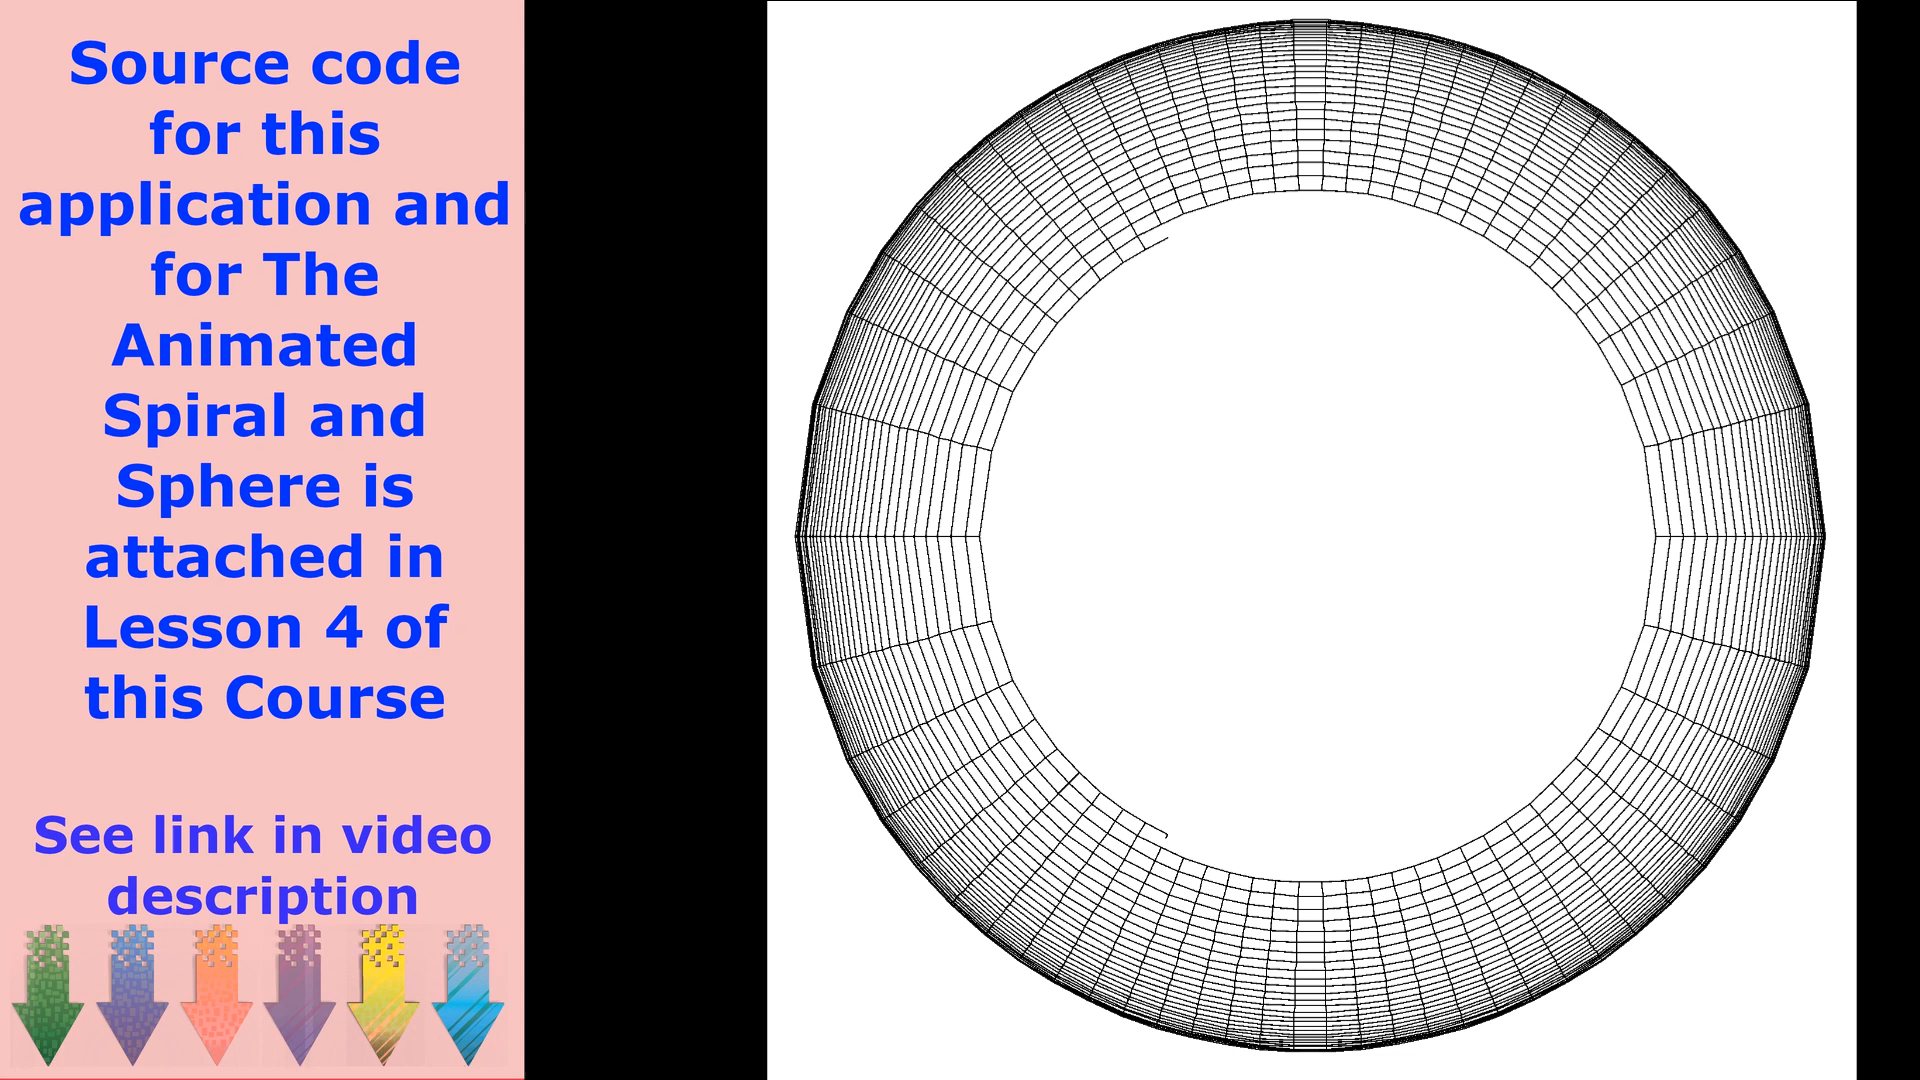 Source code
for this
application and
for The
Animated
Spiral and
Sphere is
attached in
Lesson 4 of
this Course
See link in video
description